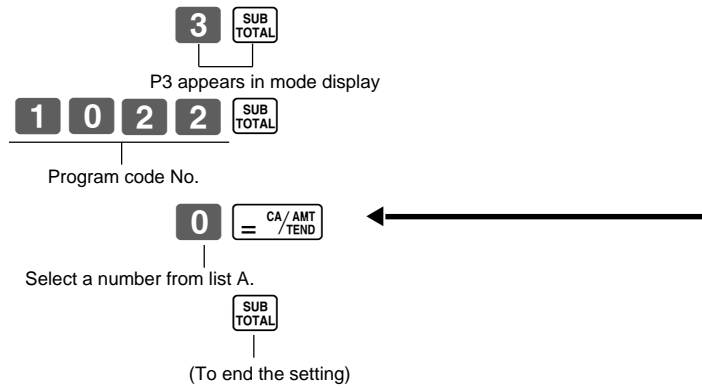 3 SUB TOTAL
P3 appears in mode display
1 0 2 2 SUB TOTAL
Program code No.
0 = CA/AMT /TEND
Select a number from list A.
SUB TOTAL
(To end the setting)